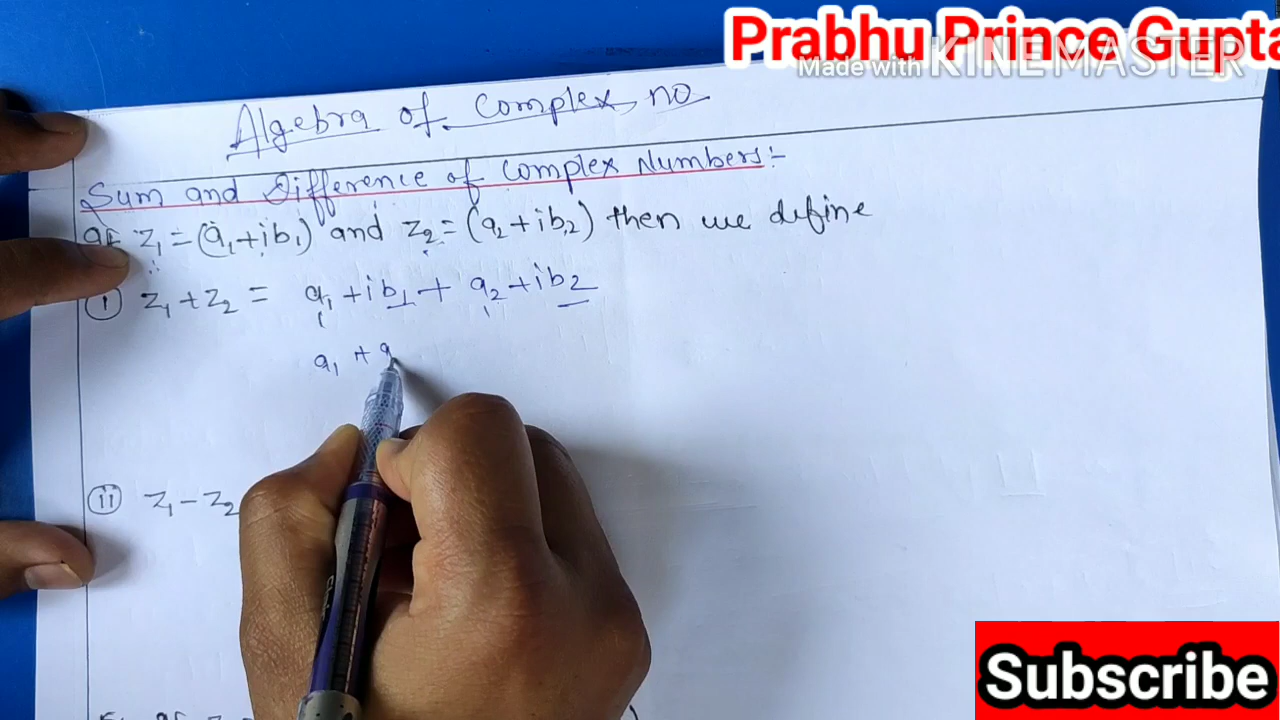 Prabhu Prince Gupta
Made with KINEMASTER
Algebra of Complex no
Sum and Difference of Complex Numbers:-
If z₁ = (a₁+ib₁) and z₂ = (a₂+ib₂) then we define
(i) z₁+z₂ = a₁+ib₁+ a₂+ib₂
a₁ + a
(ii) z₁-z₂
Subscribe